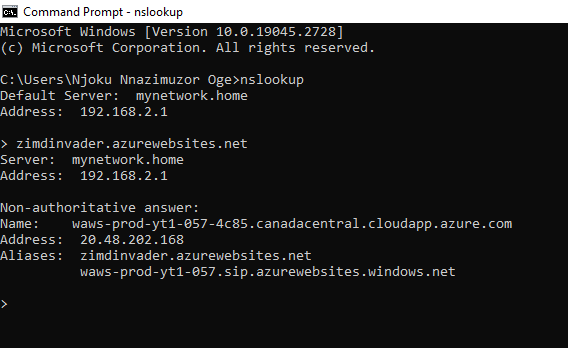 Command Prompt - nslookup
Microsoft Windows [Version 10.0.19045.2728]
(c) Microsoft Corporation. All rights reserved.
C:\Users\Njoku Nnazimuzor Oge>nslookup
Default Server:  mynetwork.home
Address:  192.168.2.1
> zimdinvader.azurewebsites.net
Server:  mynetwork.home
Address:  192.168.2.1
Non-authoritative answer:
Name:    waws-prod-yt1-057-4c85.canadacentral.cloudapp.azure.com
Address:  20.48.202.168
Aliases:  zimdinvader.azurewebsites.net
          waws-prod-yt1-057.sip.azurewebsites.windows.net
>